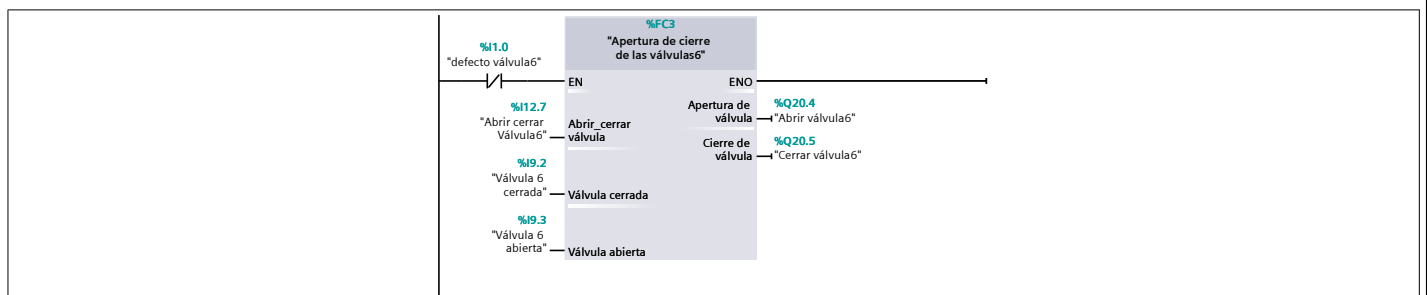 %FC3
"Apertura de cierre
de las válvulas6"
%I1.0
"defecto válvula6"
EN
ENO
%I12.7
"Abrir cerrar
Válvula6"
Abrir_cerrar
válvula
Apertura de
válvula
%Q20.4
"Abrir válvula6"
Cierre de
válvula
%Q20.5
"Cerrar válvula6"
%I9.2
"Válvula 6
cerrada"
Válvula cerrada
%I9.3
"Válvula 6
abierta"
Válvula abierta